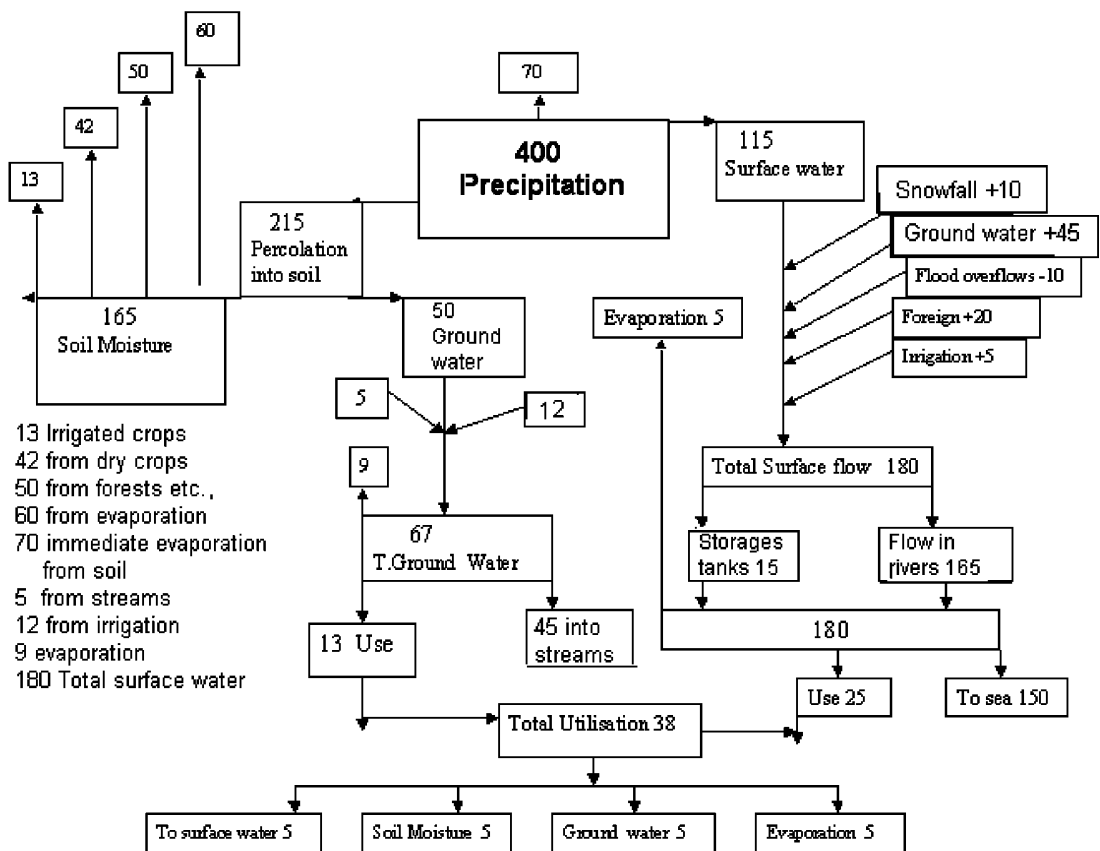 60
50
70
42
400
Precipitation
115
Surface water
13
Snowfall +10
215
Percolation
into soil
Ground water +45
Flood overflows -10
165
Soil Moisture
50
Ground
water
Evaporation 5
Foreign +20
Irrigation +5
5
12
13 Irrigated crops
42 from dry crops
50 from forests etc.,
60 from evaporation
70 immediate evaporation
from soil
5 from streams
12 from irrigation
9 evaporation
180 Total surface water
9
Total Surface flow 180
67
T.Ground Water
Storages
tanks 15
Flow in
rivers 165
13 Use
45 into
streams
180
Use 25
To sea 150
Total Utilisation 38
To surface water 5
Soil Moisture 5
Ground water 5
Evaporation 5